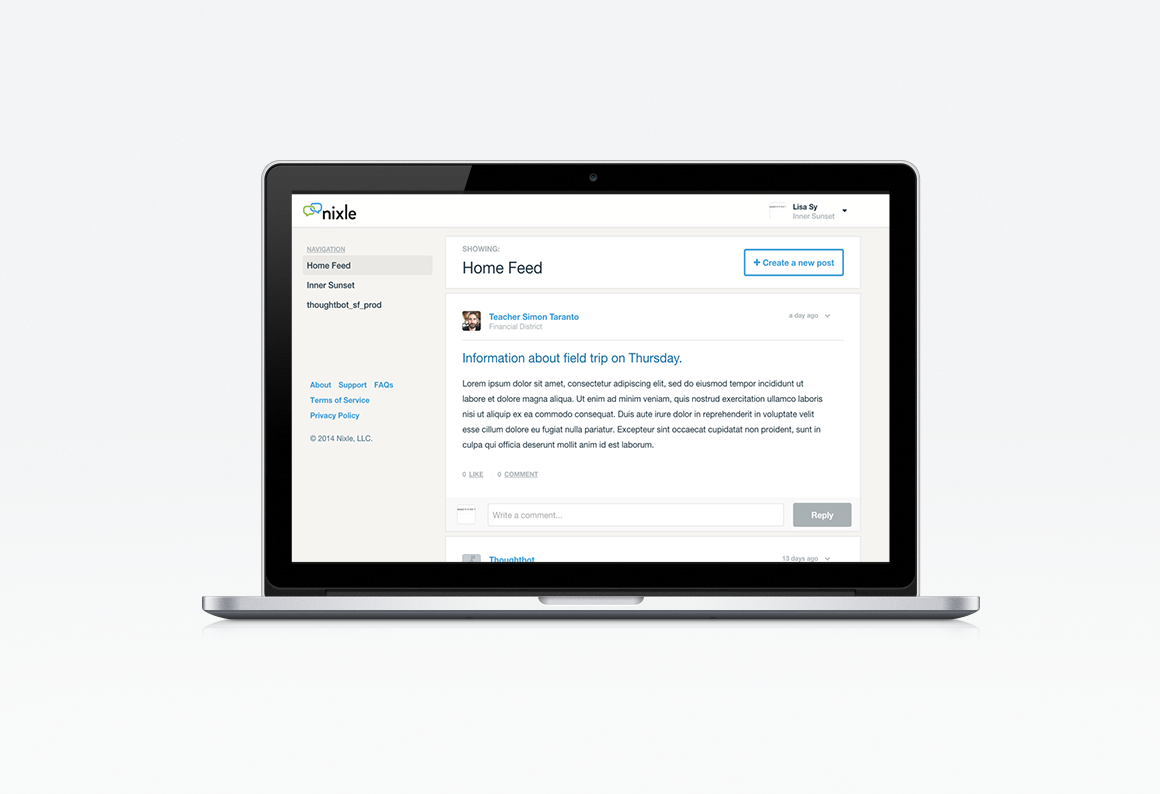 nixle
Lisa Sy
Inner Sunset
NAVIGATION
Home Feed
Inner Sunset
thoughtbot_sf_prod
About Support FAQs
Terms of Service
Privacy Policy
© 2014 Nixle, LLC.
SHOWING:
Home Feed
+ Create a new post
Teacher Simon Taranto
Financial District
a day ago
Information about field trip on Thursday.
Lorem ipsum dolor sit amet, consectetur adipiscing elit, sed do eiusmod tempor incididunt ut
labore et dolore magna aliqua. Ut enim ad minim veniam, quis nostrud exercitation ullamco laboris
nisi ut aliquip ex ea commodo consequat. Duis aute irure dolor in reprehenderit in voluptate velit
esse cillum dolore eu fugiat nulla pariatur. Excepteur sint occaecat cupidatat non proident, sunt in
culpa qui officia deserunt mollit anim id est laborum.
0 LIKE 0 COMMENT
Write a comment...
Reply
Thoughtbot
13 days ago